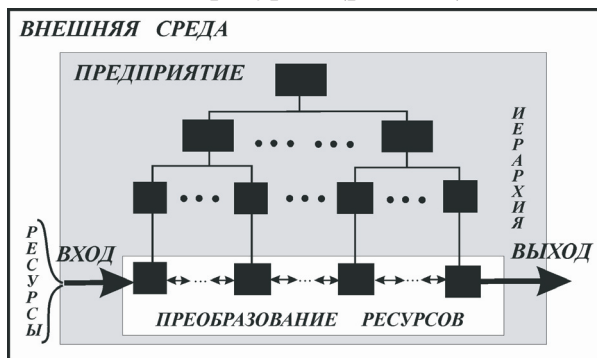 ВНЕШНЯЯ СРЕДА
ПРЕДПРИЯТИЕ
ИЕРАРХИЯ
РЕСУРСЫ
ВХОД
ВЫХОД
ПРЕОБРАЗОВАНИЕ РЕСУРСОВ